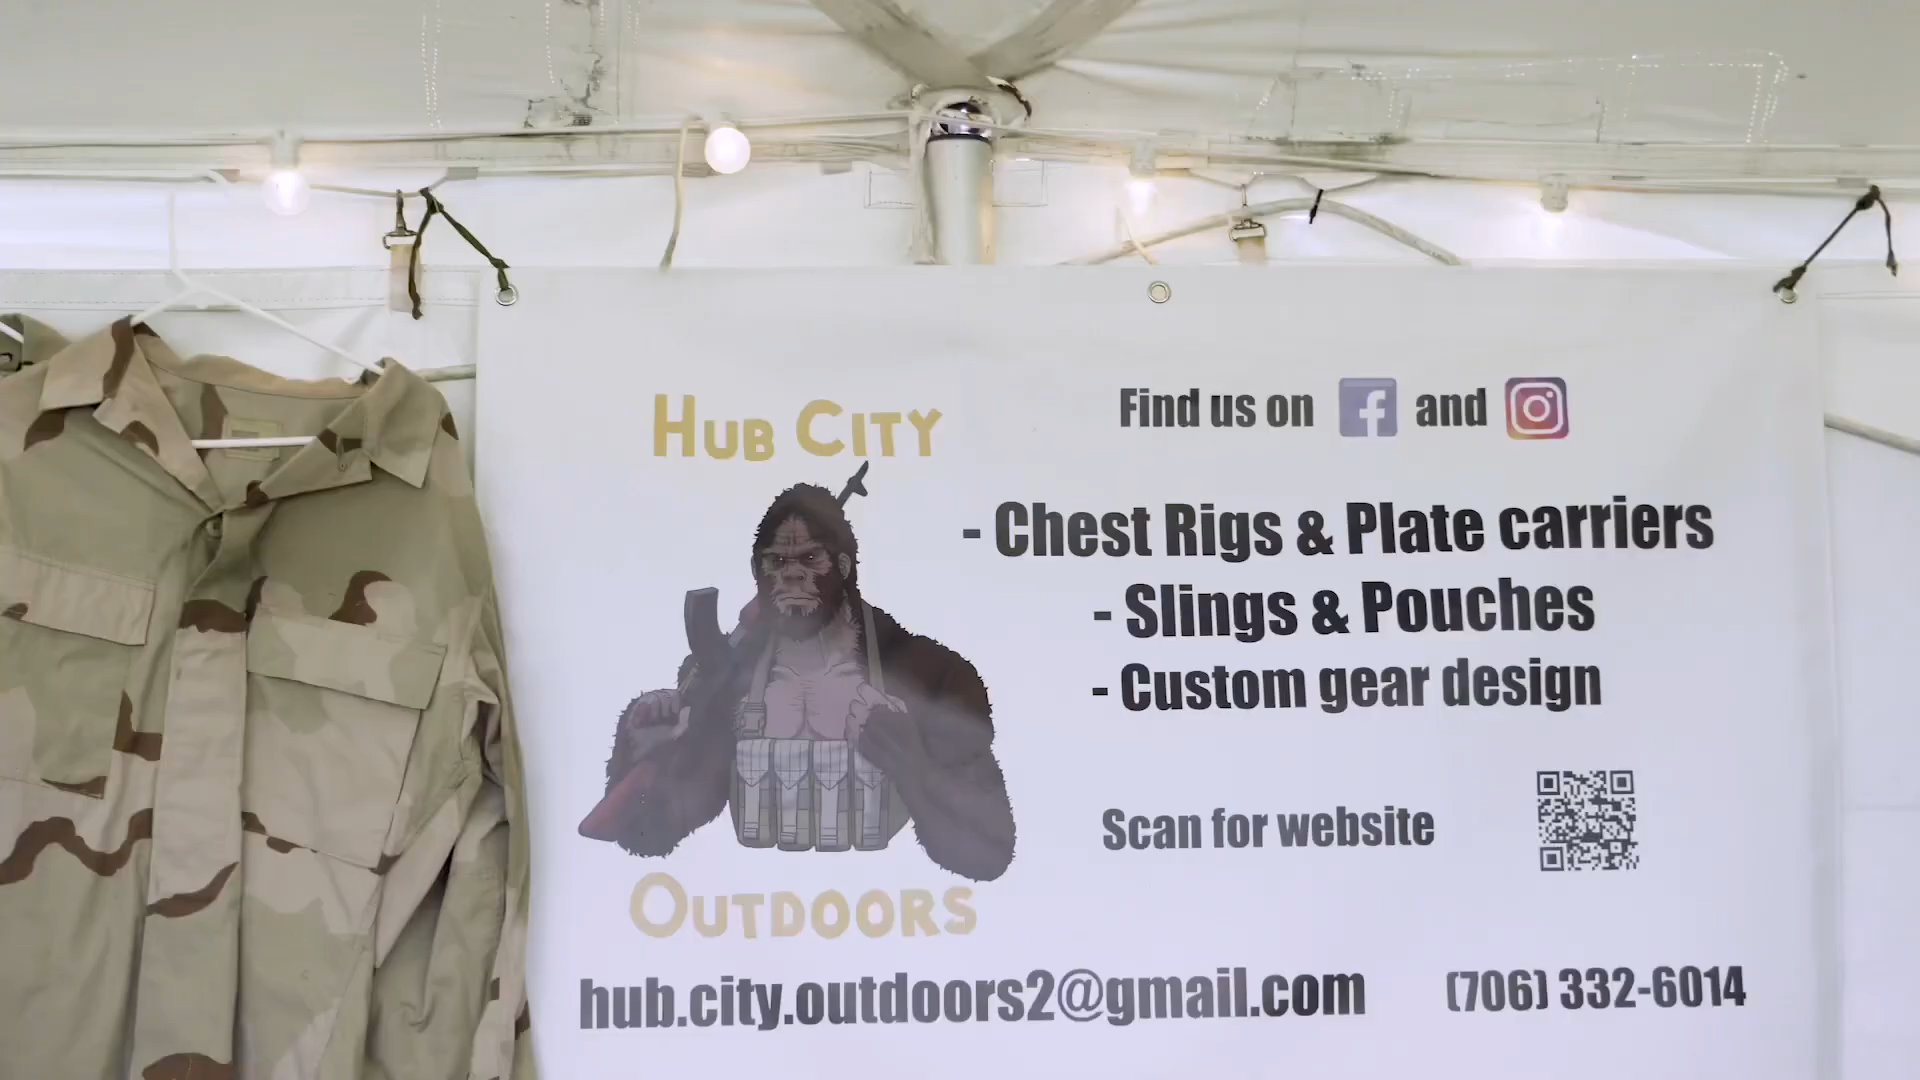 HUB CITY
OUTDOORS
Find us on and
- Chest Rigs & Plate carriers
- Slings & Pouches
- Custom gear design
Scan for website
hub.city.outdoors2@gmail.com
(706) 332-6014